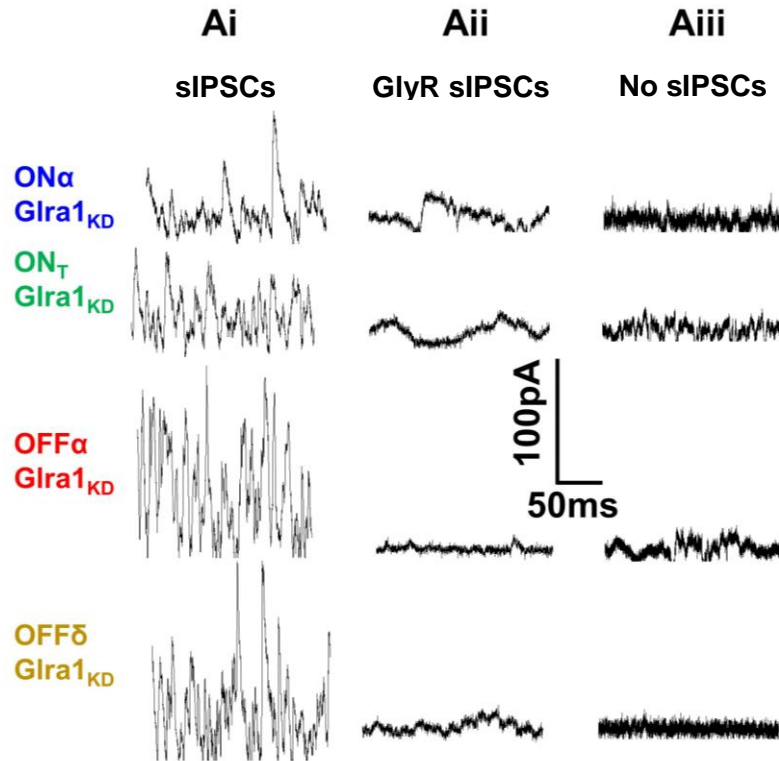 Ai Aii Aiii
sIPSCs GlyR sIPSCs No sIPSCs
ONα
Glra1KD
ONT
Glra1KD
100pA
50ms
OFFα
Glra1KD
OFFδ
Glra1KD